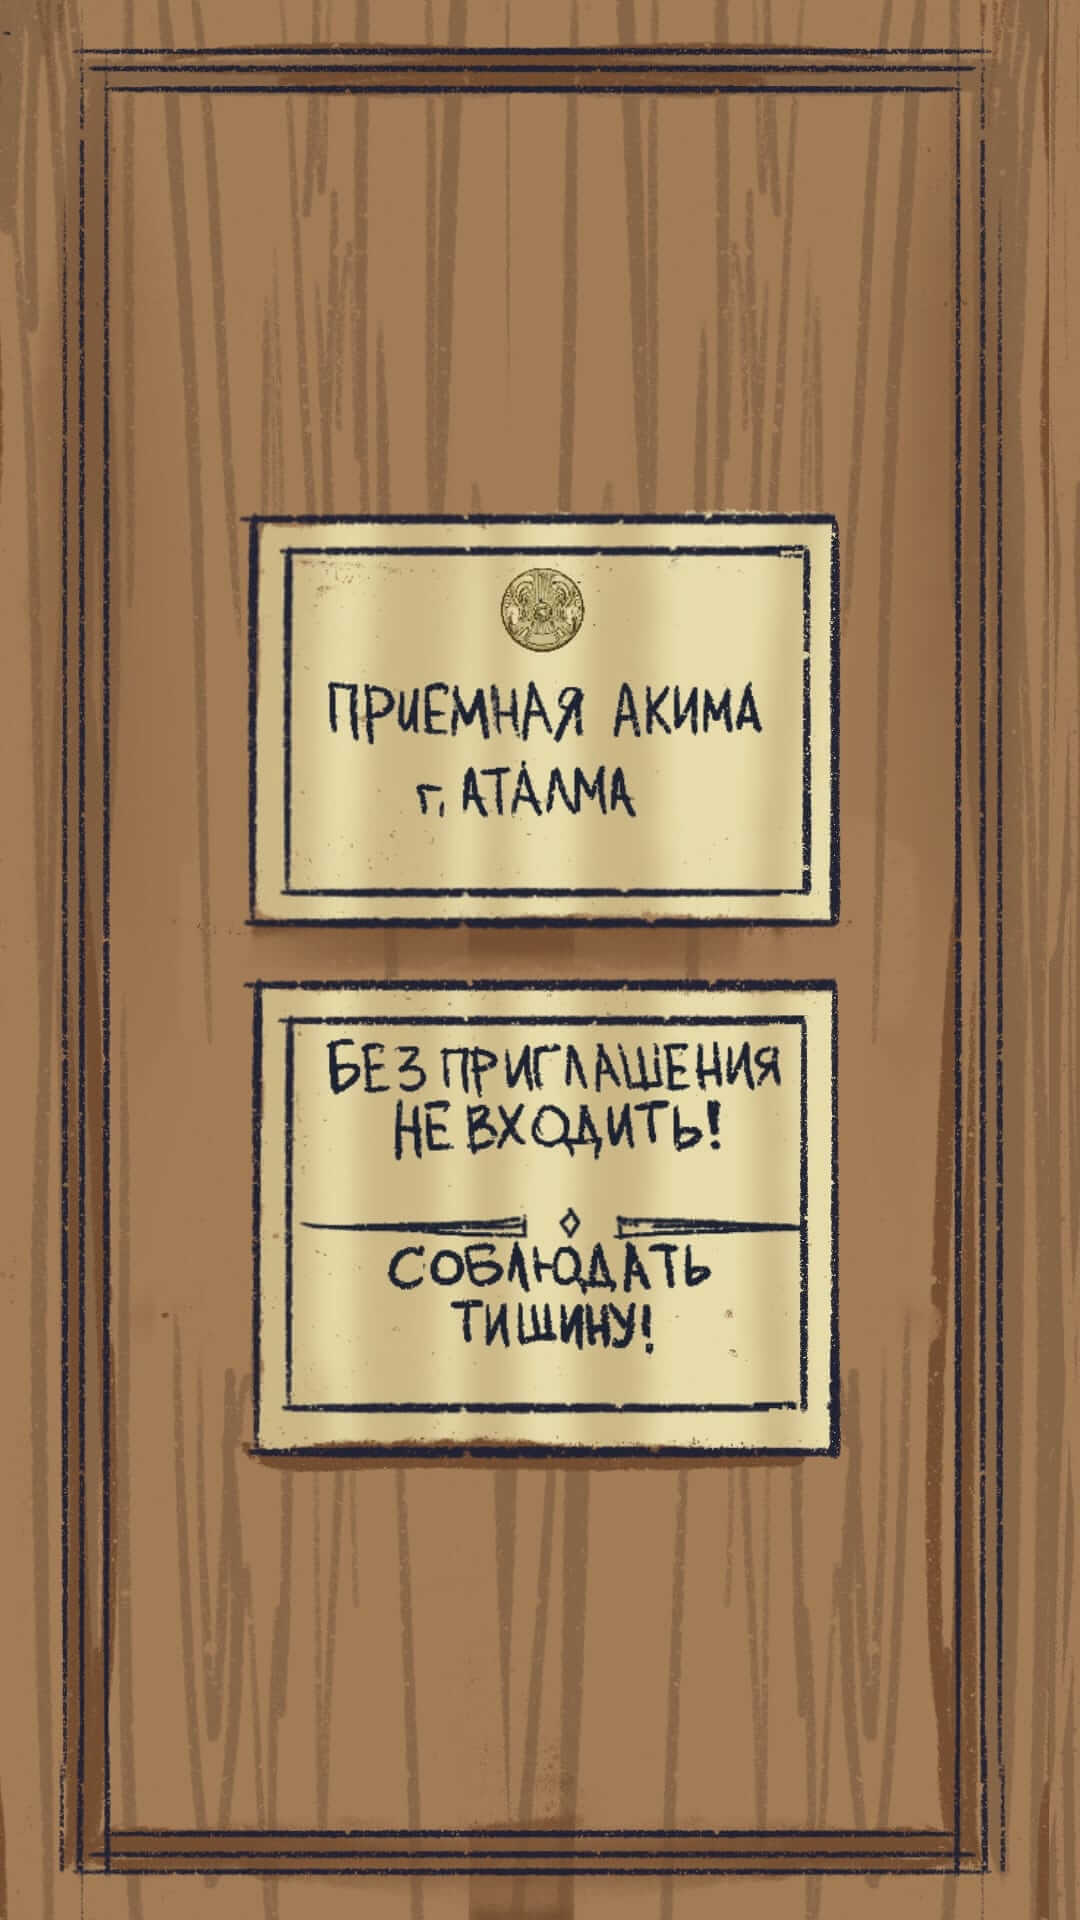 ПРИЕМНАЯ АКИМА
г. АТАЛМА
БЕЗ ПРИГЛАШЕНИЯ
НЕ ВХОДИТЬ!
СОБЛЮДАТЬ
ТИШИНУ!